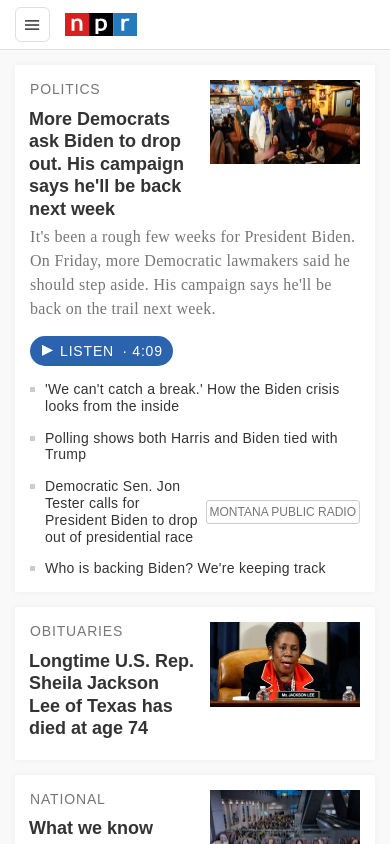 npr
POLITICS
More Democrats
ask Biden to drop
out. His campaign
says he'll be back
next week
It's been a rough few weeks for President Biden.
On Friday, more Democratic lawmakers said he
should step aside. His campaign says he'll be
back on the trail next week.
LISTEN · 4:09
'We can't catch a break.' How the Biden crisis
looks from the inside
Polling shows both Harris and Biden tied with
Trump
Democratic Sen. Jon
Tester calls for
President Biden to drop
out of presidential race
MONTANA PUBLIC RADIO
Who is backing Biden? We're keeping track
OBITUARIES
Longtime U.S. Rep.
Sheila Jackson
Lee of Texas has
died at age 74
Ms. JACKSON LEE
NATIONAL
What we know